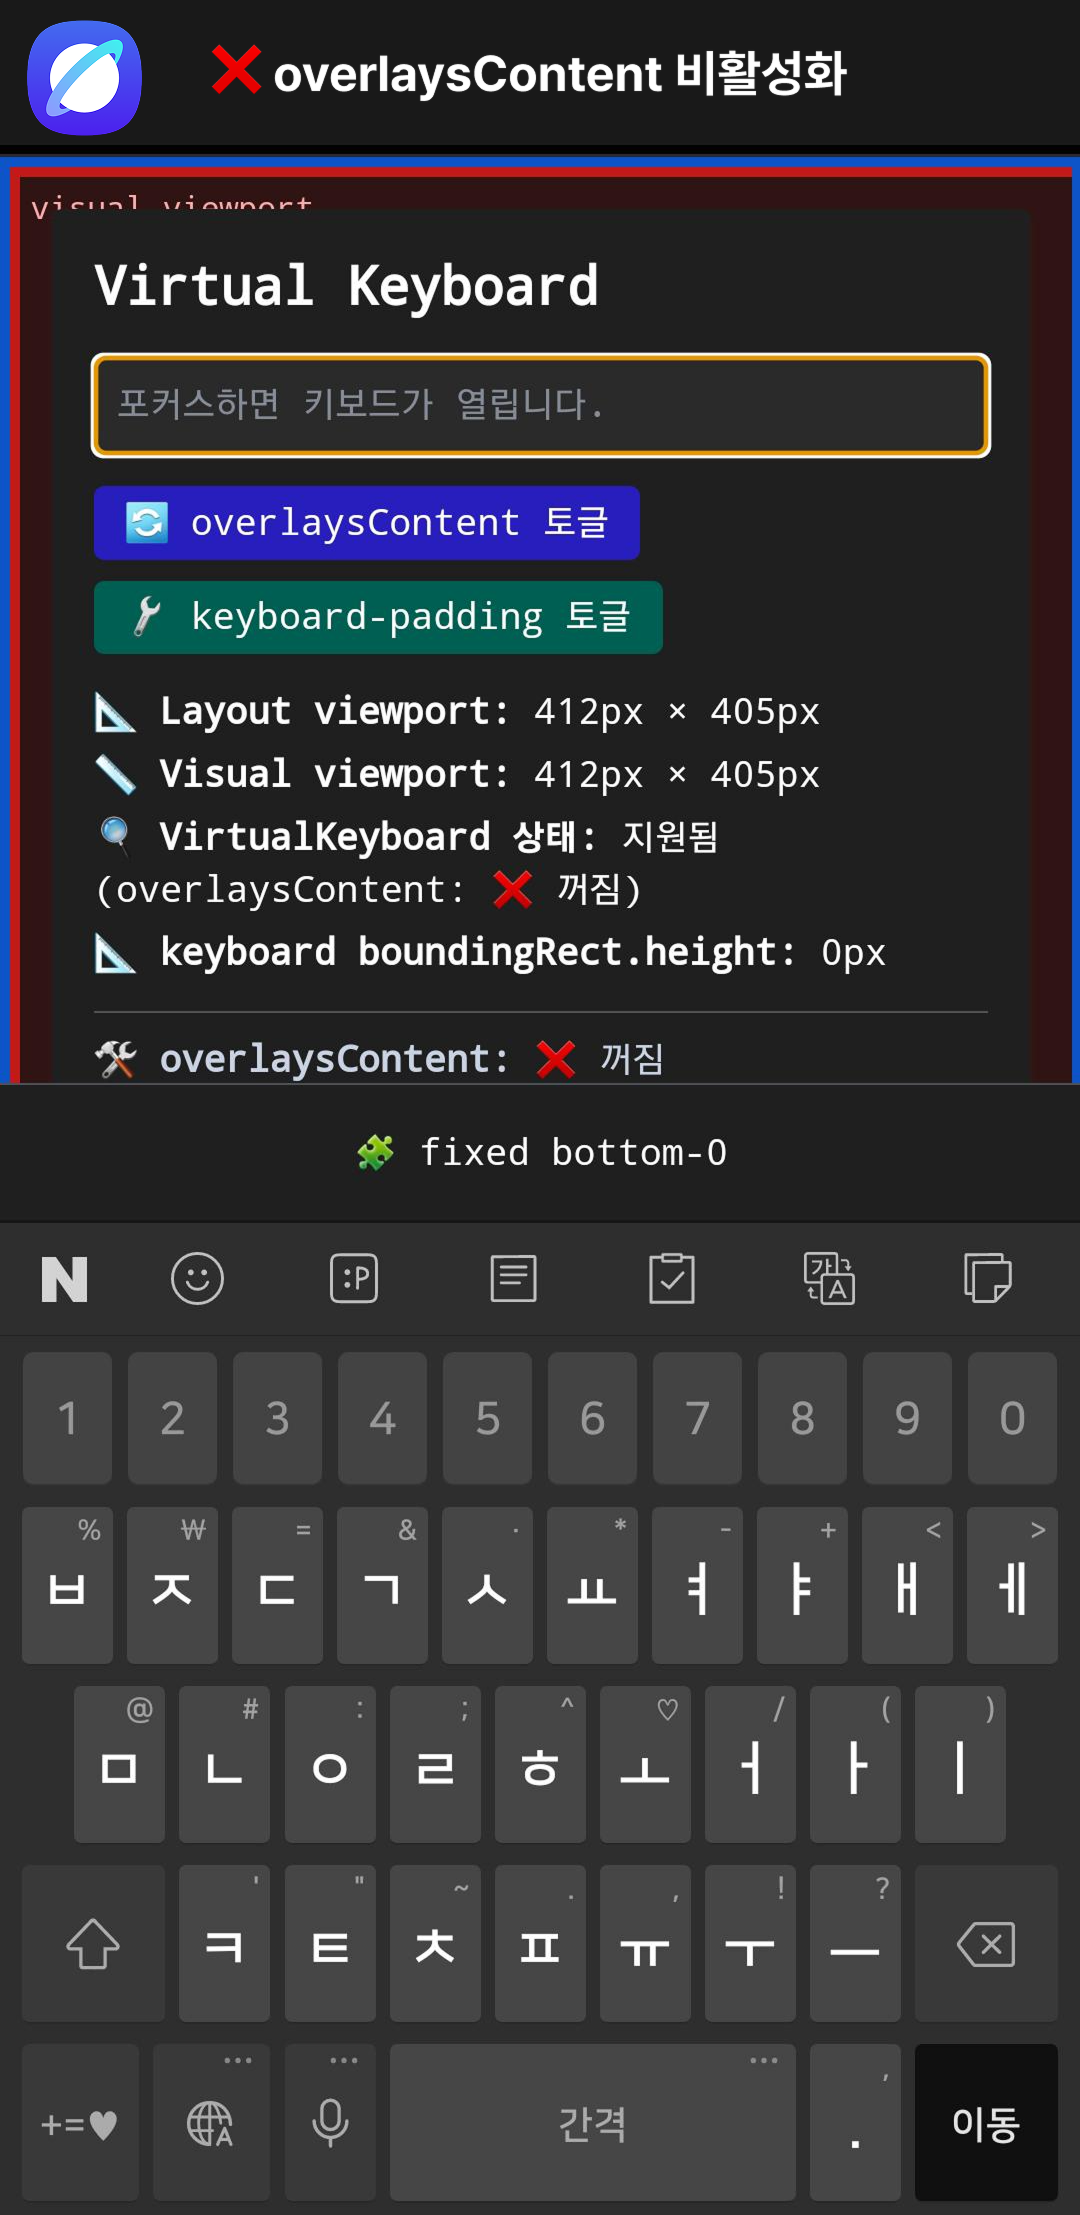 ❌ overlaysContent 비활성화
visual viewport
Virtual Keyboard
포커스하면 키보드가 열립니다.
🔄 overlaysContent 토글
🔧 keyboard-padding 토글
📐 Layout viewport: 412px × 405px
📏 Visual viewport: 412px × 405px
🔍 VirtualKeyboard 상태: 지원됨
(overlaysContent: ❌ 꺼짐)
📐 keyboard boundingRect.height: 0px
🛠️ overlaysContent: ❌ 꺼짐
🧩 fixed bottom-0
N :P 가 A
1 2 3 4 5 6 7 8 9 0
% ₩ = & · * - + < >
ㅂ ㅈ ㄷ ㄱ ㅅ ㅛ ㅕ ㅑ ㅐ ㅔ
@ # : ; ^ ♡ / ( )
ㅁ ㄴ ㅇ ㄹ ㅎ ㅗ ㅓ ㅏ ㅣ
' " ~ . , ! ?
ㅋ ㅌ ㅊ ㅍ ㅠ ㅜ ㅡ
... ... ... ,
+=♥ A 간격 . 이동